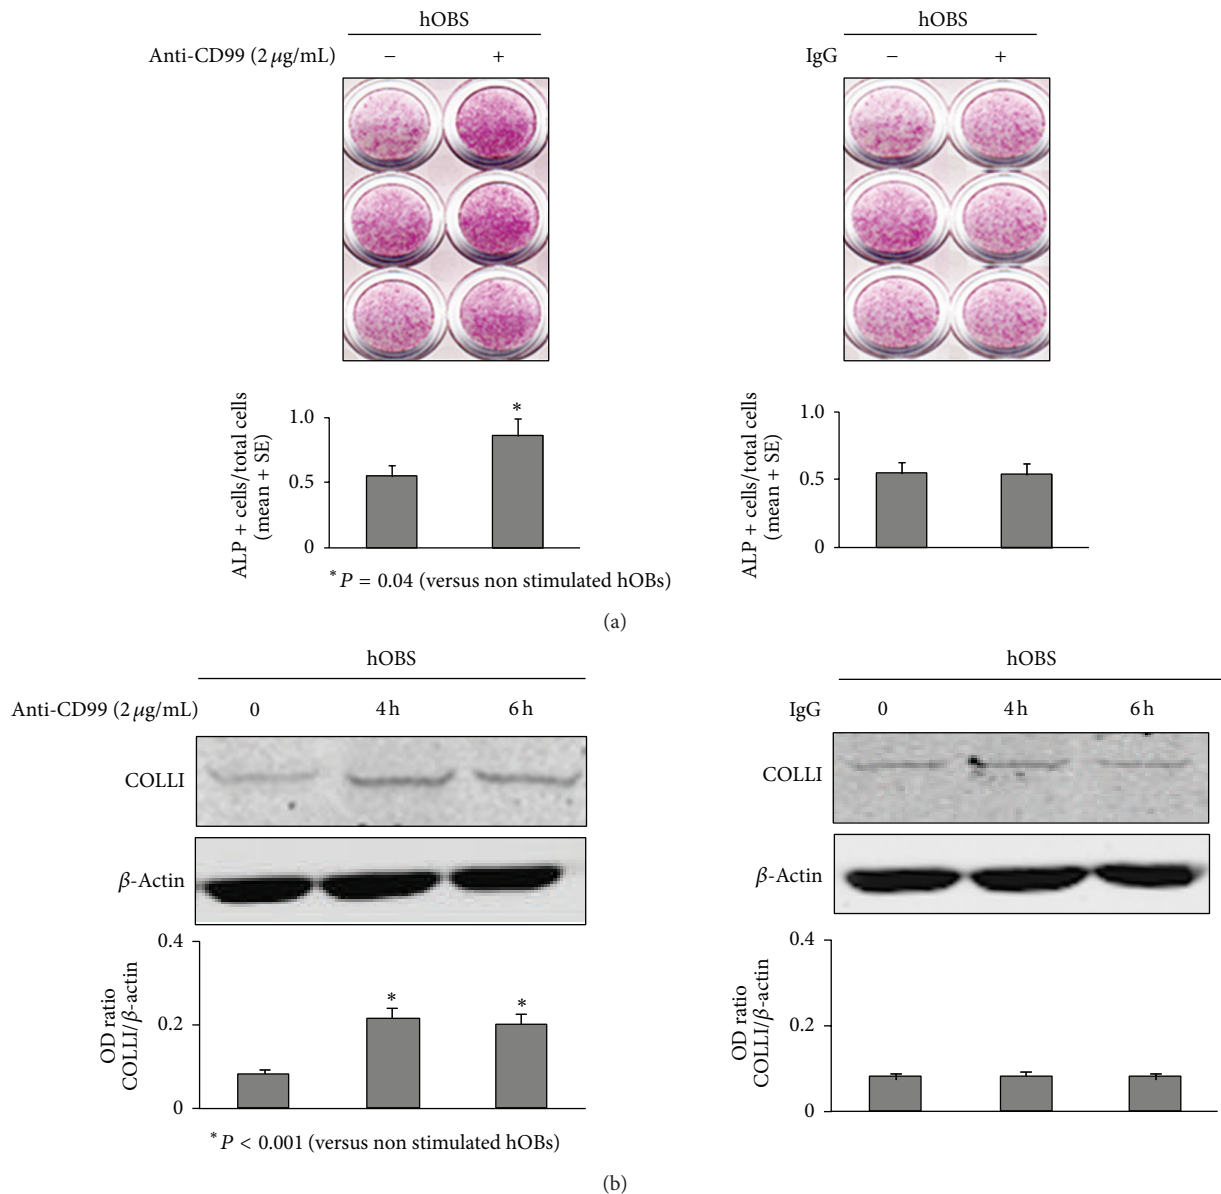 hOBS
Anti-CD99 (2 μg/mL) − +
hOBS
IgG − +
ALP + cells/total cells
(mean + SE)
1.0
0.5
0
*
* P = 0.04 (versus non stimulated hOBs)
ALP + cells/total cells
(mean + SE)
1.0
0.5
0
(a)
hOBS
Anti-CD99 (2 μg/mL) 0 4 h 6 h
COLLI
β-Actin
OD ratio
COLLI/β-actin
0.4
0.2
0
* *
* P < 0.001 (versus non stimulated hOBs)
hOBS
IgG 0 4 h 6 h
COLLI
β-Actin
OD ratio
COLLI/β-actin
0.4
0.2
0
(b)